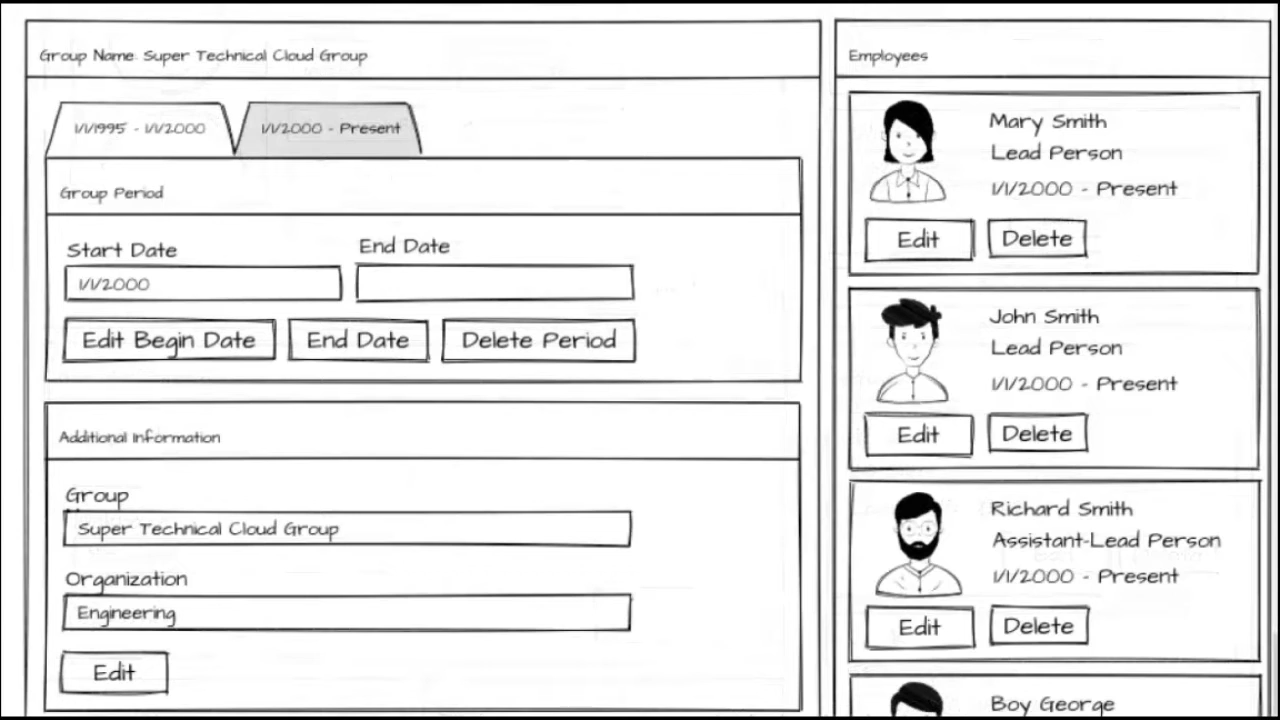 Group Name: Super Technical Cloud Group
1/1/1995 - 1/1/2000
1/1/2000 - Present
Group Period
Start Date
End Date
1/1/2000
Edit Begin Date
End Date
Delete Period
Additional Information
Group
Super Technical Cloud Group
Organization
Engineering
Edit
Employees
Mary Smith
Lead Person
1/1/2000 - Present
Edit
Delete
John Smith
Lead Person
1/1/2000 - Present
Edit
Delete
Richard Smith
Assistant-Lead Person
1/1/2000 - Present
Edit
Delete
Boy George